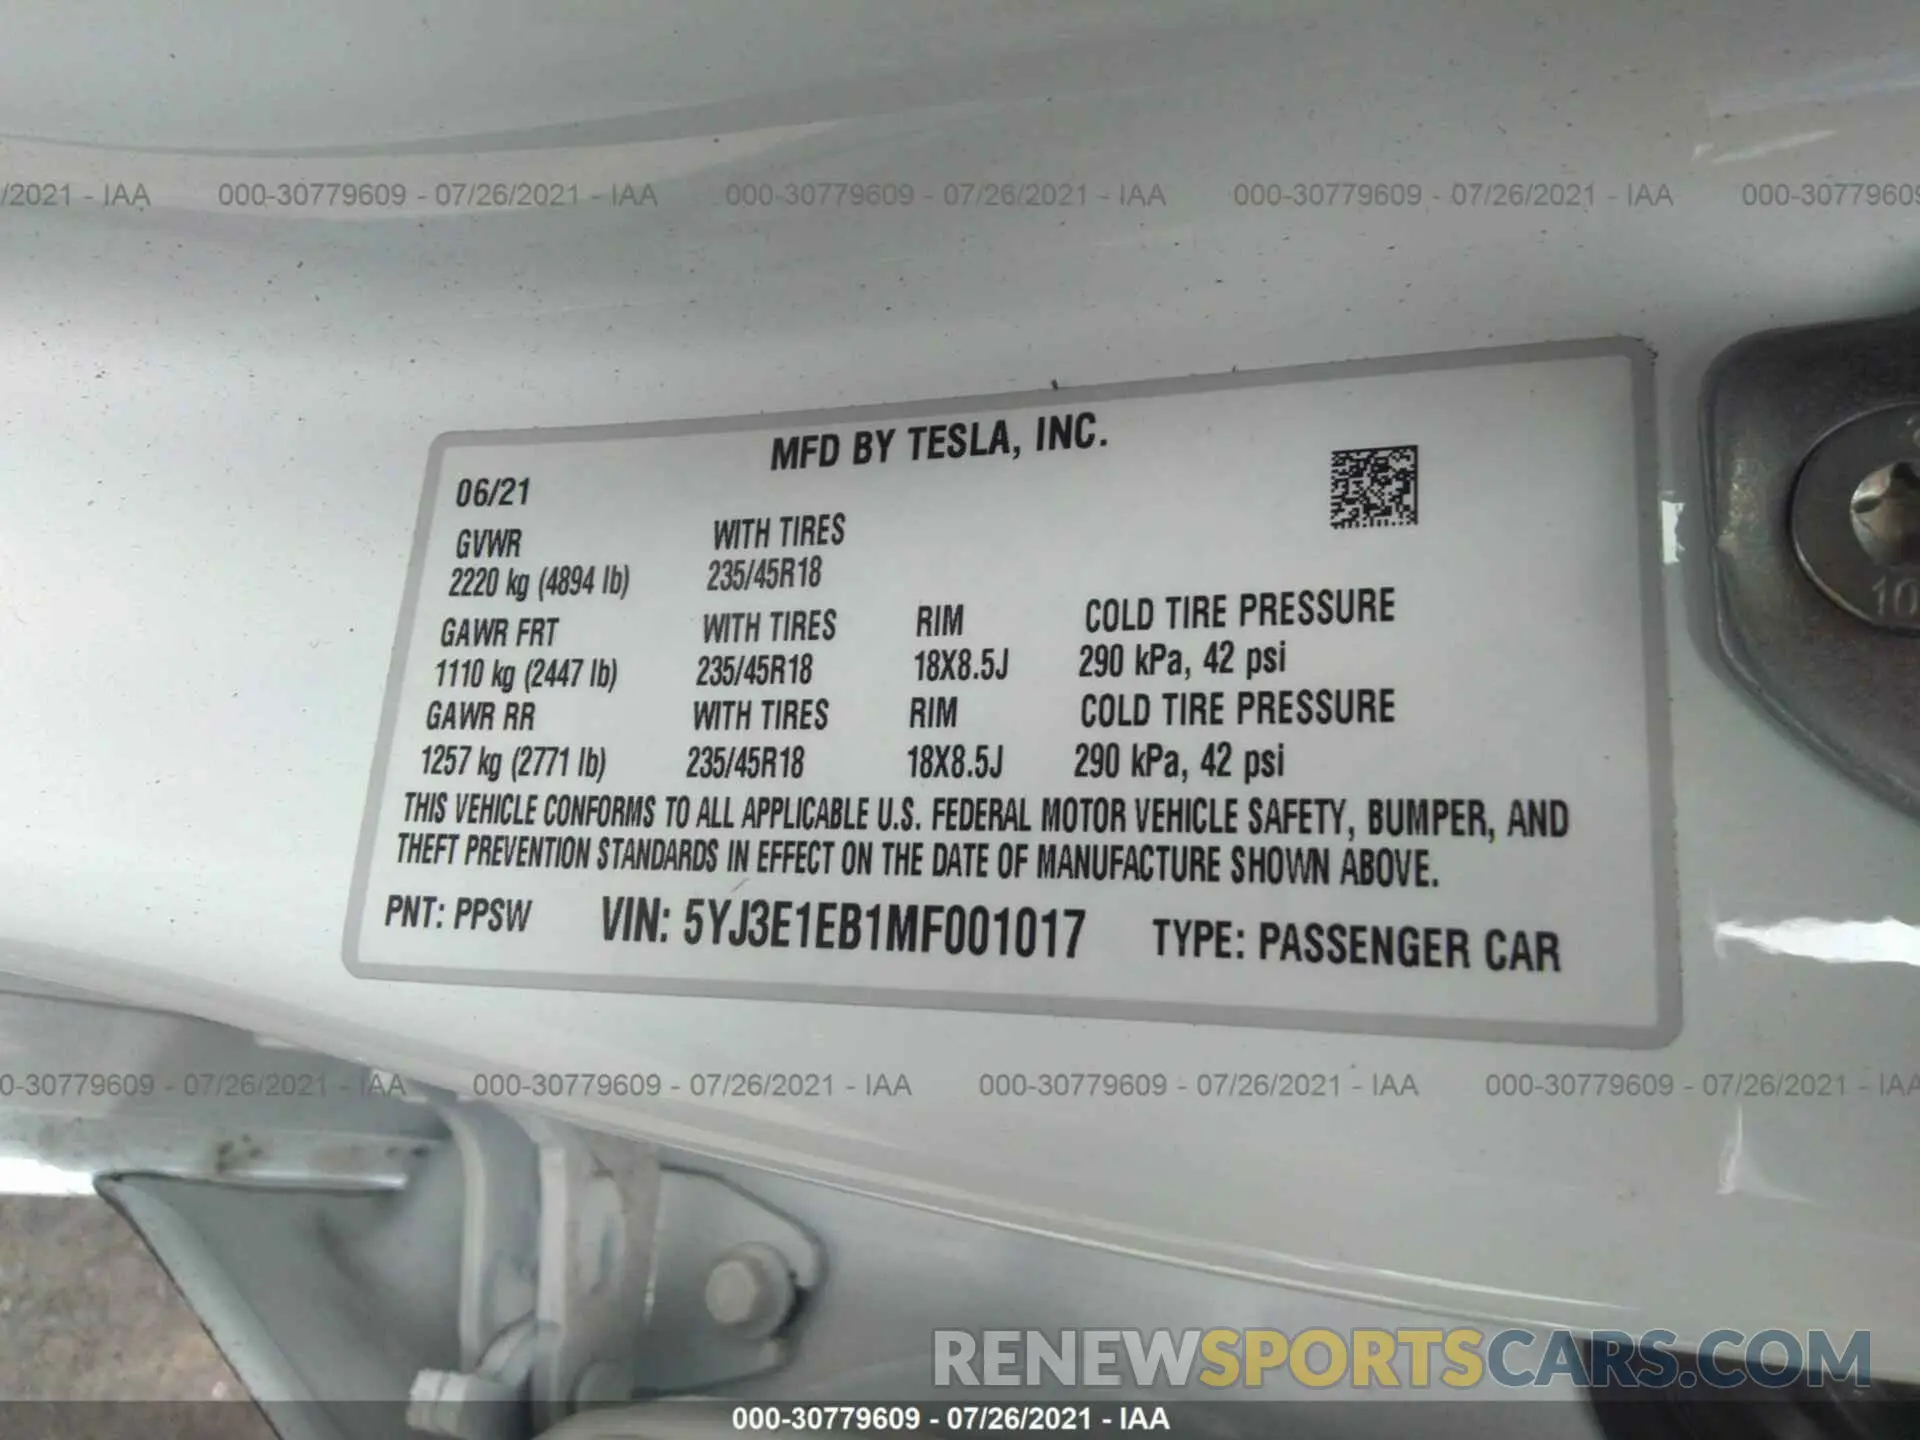 /2021 - IAA 000-30779609 - 07/26/2021 - IAA 000-30779609 - 07/26/2021 - IAA 000-30779609 - 07/26/2021 - IAA 000-30779609
MFD BY TESLA, INC.
06/21
GVWR WITH TIRES
2220 kg (4894 lb) 235/45R18
GAWR FRT WITH TIRES RIM COLD TIRE PRESSURE
1110 kg (2447 lb) 235/45R18 18X8.5J 290 kPa, 42 psi
GAWR RR WITH TIRES RIM COLD TIRE PRESSURE
1257 kg (2771 lb) 235/45R18 18X8.5J 290 kPa, 42 psi
THIS VEHICLE CONFORMS TO ALL APPLICABLE U.S. FEDERAL MOTOR VEHICLE SAFETY, BUMPER, AND
THEFT PREVENTION STANDARDS IN EFFECT ON THE DATE OF MANUFACTURE SHOWN ABOVE.
PNT: PPSW VIN: 5YJ3E1EB1MF001017 TYPE: PASSENGER CAR
10
0-30779609 - 07/26/2021 - IAA 000-30779609 - 07/26/2021 - IAA 000-30779609 - 07/26/2021 - IAA 000-30779609 - 07/26/2021 - IAA
RENEWSPORTSCARS.COM
000-30779609 - 07/26/2021 - IAA